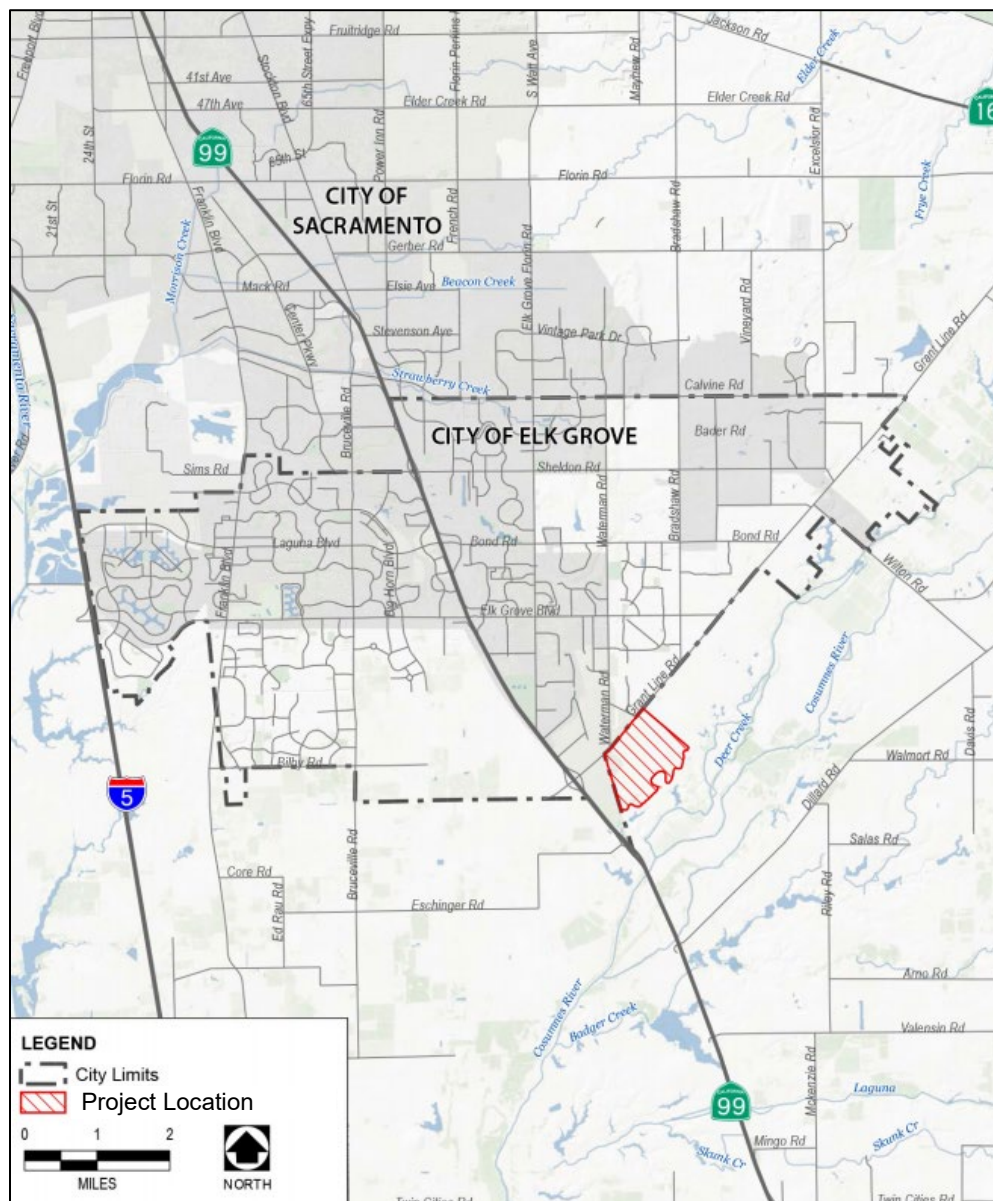 Freeport Blvd
Fruitridge Rd
Florin Perkins
S Watt Ave
Mayhew Rd
Jackson Rd
Elder Creek
41st Ave
Stockton Blvd
65th Street Expy
47th Ave
Elder Creek Rd
Elder Creek Rd
CALIFORNIA
16
24th St
CALIFORNIA
99
65th St
Power Inn Rd
Excelsior Rd
Florin Rd
Florin Rd
Frye Creek
21st St
Franklin Blvd
CITY OF
SACRAMENTO
French Rd
Bradshaw Rd
Morrison Creek
Gerber Rd
Mack Rd
Elsie Ave
Beacon Creek
Elk Grove Florin Rd
Center Pkwy
Stevenson Ave
Vintage Park Dr
Vineyard Rd
Grant Line Rd
Sacramento River
Strawberry Creek
Calvine Rd
Bruceville Rd
CITY OF ELK GROVE
Bader Rd
Sims Rd
Sheldon Rd
Waterman Rd
Bradshaw Rd
Laguna Blvd
Bond Rd
Bond Rd
Wilton Rd
Franklin Blvd
Big Horn Blvd
Elk Grove Blvd
Cosumnes River
Grant Line Rd
Waterman Rd
Deer Creek
Davis Rd
Walmort Rd
Bilby Rd
INTERSTATE
5
Dillard Rd
Salas Rd
Core Rd
Bruceville Rd
Ed Rau Rd
Eschinger Rd
Riley Rd
Arno Rd
Cosumnes River
Badger Creek
Valensin Rd
LEGEND
City Limits
Project Location
0 1 2
MILES
NORTH
Mckenzie Rd
Laguna
CALIFORNIA
99
Mingo Rd
Skunk Cr
Skunk Cr
Twin Cities Rd
Twin Cities Rd